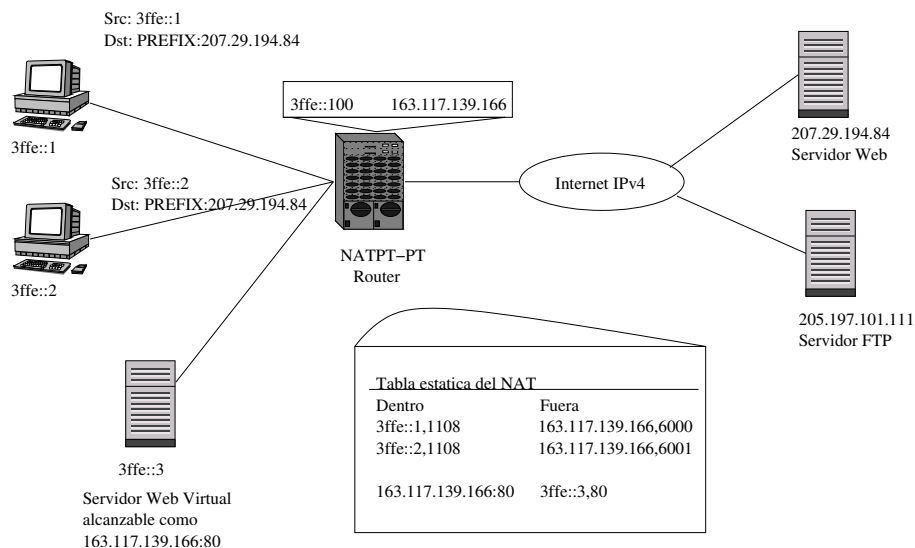 Src: 3ffe::1
Dst: PREFIX:207.29.194.84
3ffe::1
3ffe::100 163.117.139.166
207.29.194.84
Servidor Web
Src: 3ffe::2
Dst: PREFIX:207.29.194.84
3ffe::2
NATPT-PT
Router
Internet IPv4
205.197.101.111
Servidor FTP
3ffe::3
Servidor Web Virtual
alcanzable como
163.117.139.166:80
Tabla estatica del NAT
Dentro Fuera
3ffe::1,1108 163.117.139.166,6000
3ffe::2,1108 163.117.139.166,6001
163.117.139.166:80 3ffe::3,80